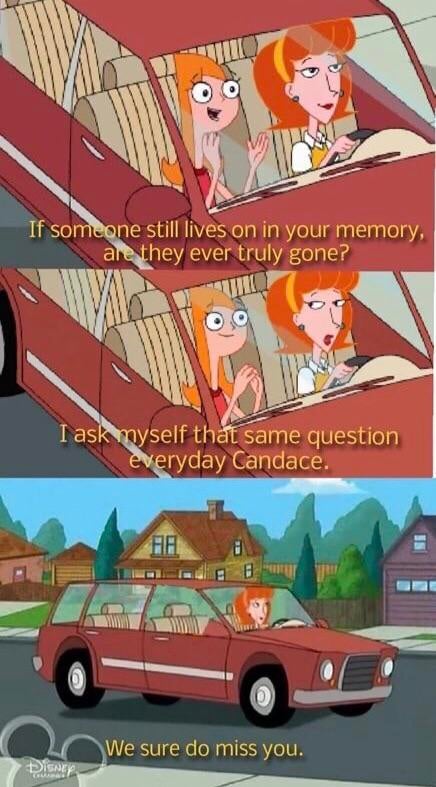 If someone still lives on in your memory,
are they ever truly gone?
I ask myself that same question
everyday Candace.
We sure do miss you.
DISNEY
CHANNEL